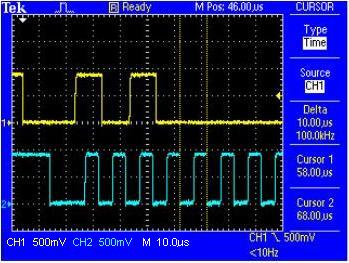 Tek R Ready M Pos: 46.00µs CURSOR
Type
Time
Source
CH1
Delta
10.00µs
100.0kHz
Cursor 1
58.00µs
Cursor 2
68.00µs
1
2
CH1 500mV CH2 500mV M 10.0µs CH1 500mV
<10Hz